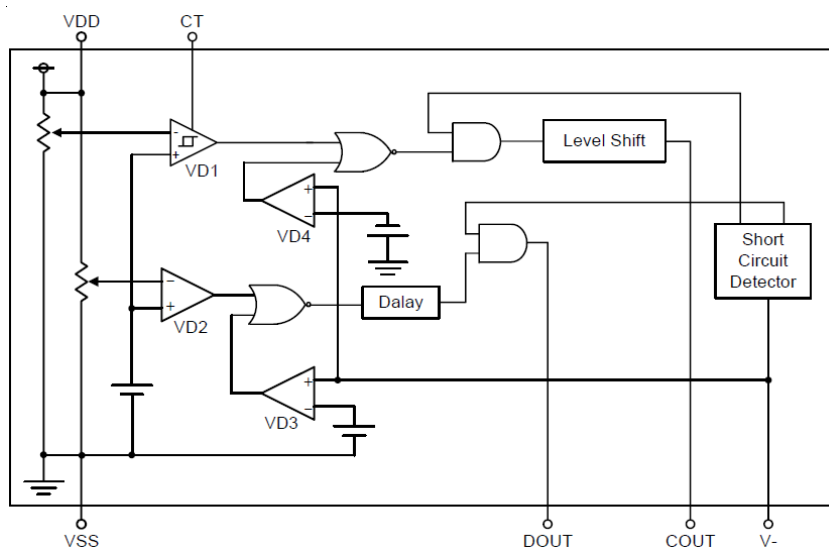 VDD
CT
-
+
VD1
Level Shift
+
−
VD4
Short
Circuit
Detector
−
+
VD2
Dalay
+
−
VD3
VSS
DOUT
COUT
V-